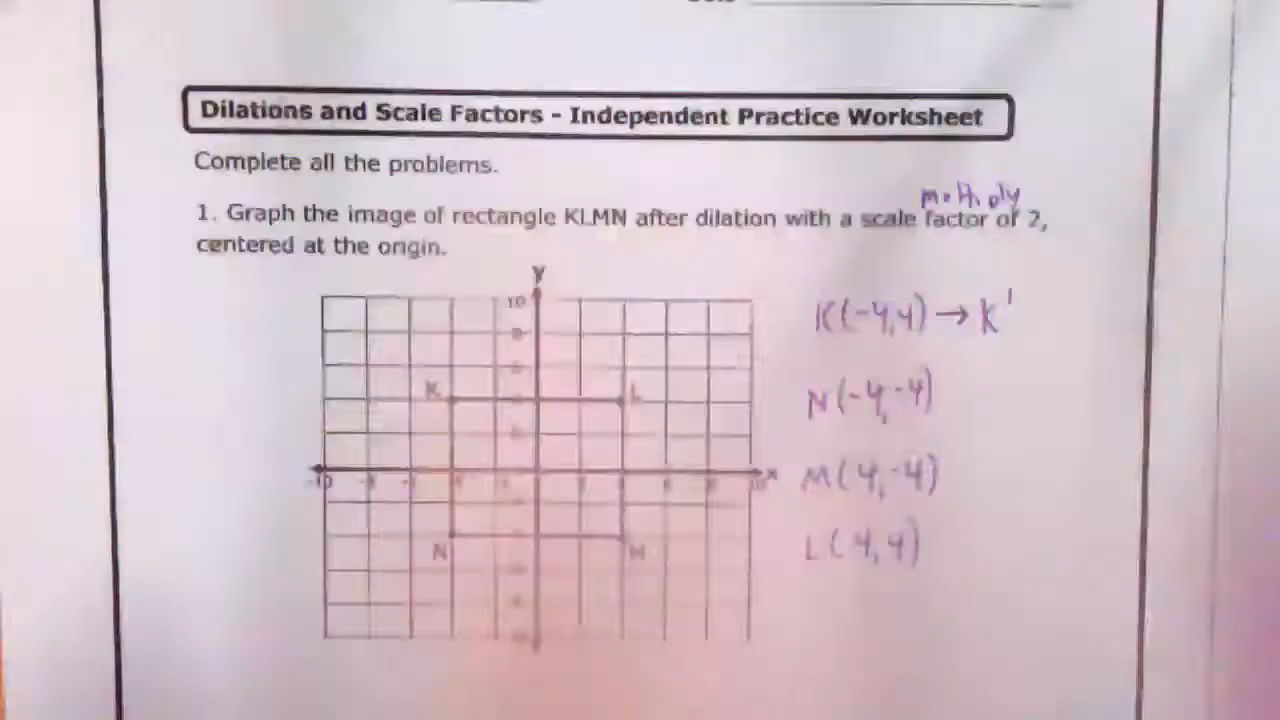 Dilations and Scale Factors - Independent Practice Worksheet
Complete all the problems.
multiply
1. Graph the image of rectangle KLMN after dilation with a scale factor of 2,
centered at the origin.
y
10
K(-4,4) → K'
K L
N(-4,-4)
x
-10
M(4,-4)
N M
L(4,4)